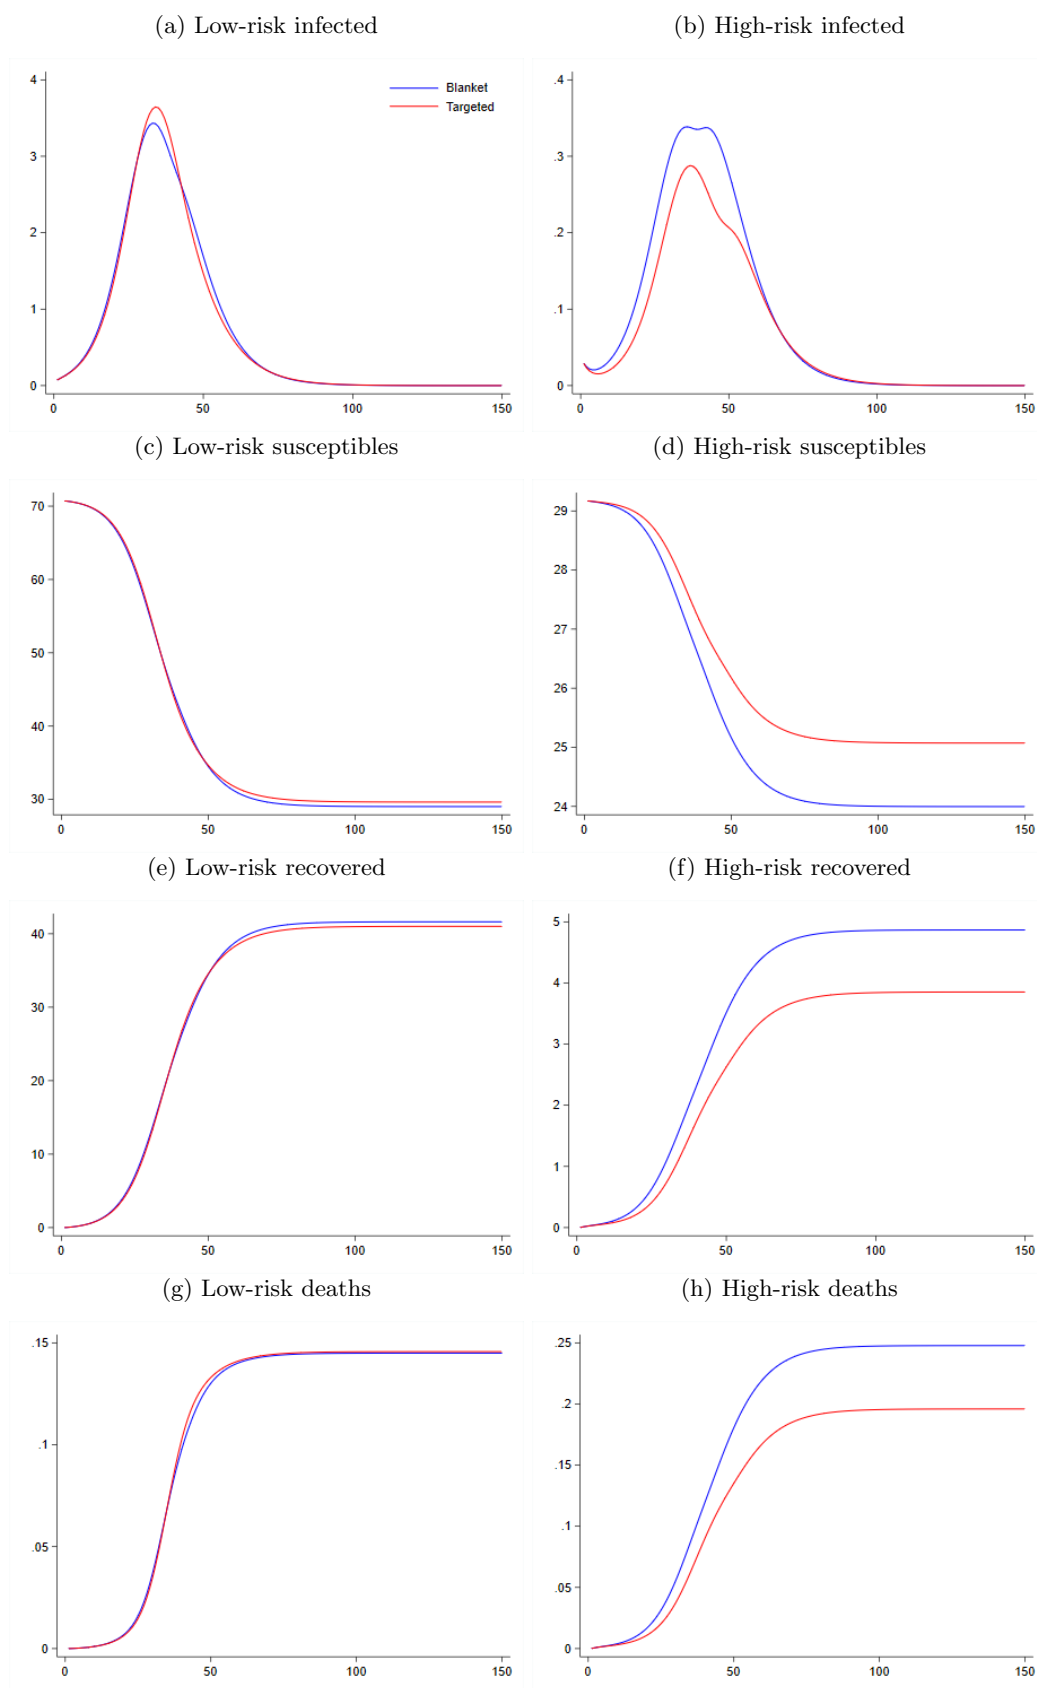 (a) Low-risk infected
(b) High-risk infected
4
3
2
1
0
0 50 100 150
Blanket
Targeted
.4
.3
.2
.1
0
0 50 100 150
(c) Low-risk susceptibles
(d) High-risk susceptibles
70
60
50
40
30
0 50 100 150
29
28
27
26
25
24
0 50 100 150
(e) Low-risk recovered
(f) High-risk recovered
40
30
20
10
0
0 50 100 150
5
4
3
2
1
0
0 50 100 150
(g) Low-risk deaths
(h) High-risk deaths
.15
.1
.05
0
0 50 100 150
.25
.2
.15
.1
.05
0
0 50 100 150